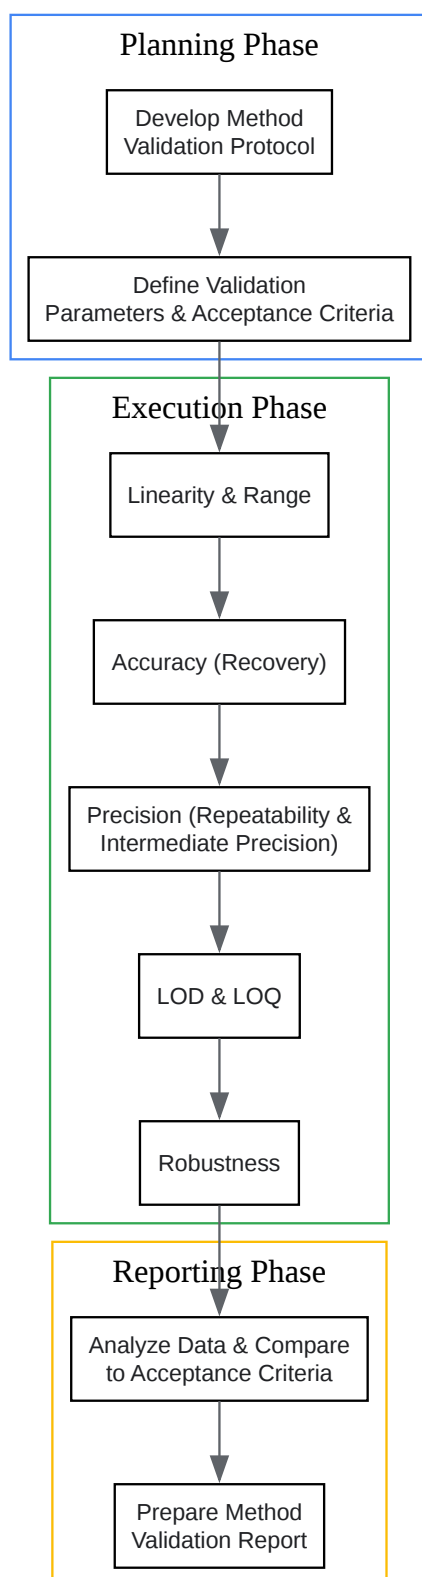 Planning Phase
Develop Method
Validation Protocol
Define Validation
Parameters & Acceptance Criteria
Execution Phase
Linearity & Range
Accuracy (Recovery)
Precision (Repeatability &
Intermediate Precision)
LOD & LOQ
Robustness
Reporting Phase
Analyze Data & Compare
to Acceptance Criteria
Prepare Method
Validation Report